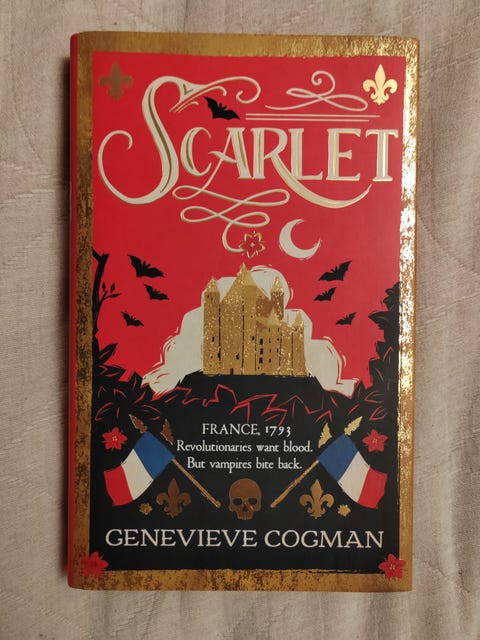 SCARLET
FRANCE, 1793
Revolutionaries want blood.
But vampires bite back.
GENEVIEVE COGMAN